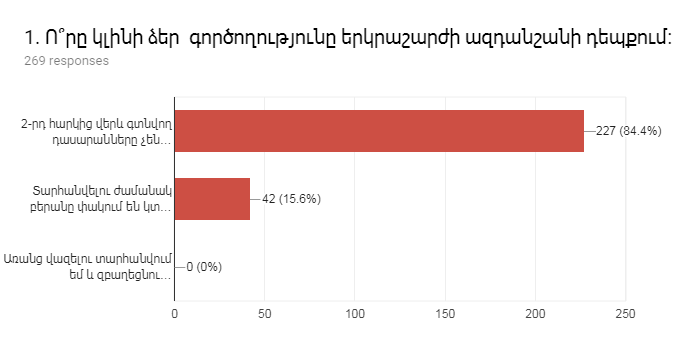 1. Ո՞րը կլինի ձեր գործողությունը երկրաշարժի ազդանշանի դեպքում:
269 responses
2-րդ հարկից վերև գտնվող
դասարանները չեն…
227 (84.4%)
Տարհանվելու ժամանակ
բերանը փակում են կտ…
42 (15.6%)
Առանց վազելու տարհանվում
եմ և զբաղեցնու…
0 (0%)
0 50 100 150 200 250